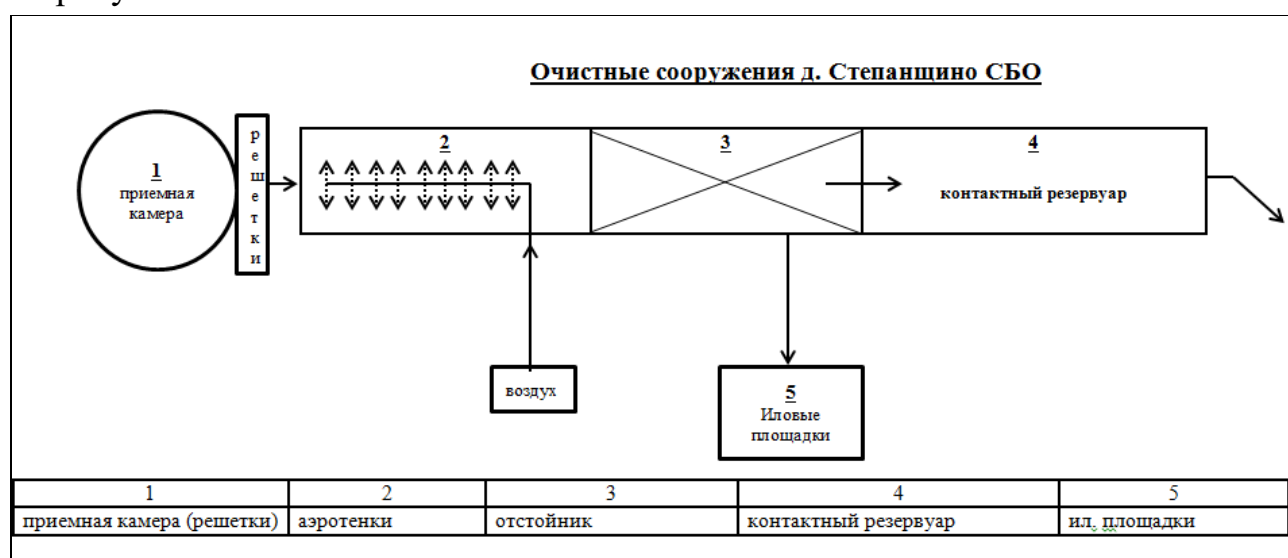 Очистные сооружения д. Степанщино СБО
1
приемная
камера
решетки
2
3
4
контактный резервуар
воздух
5
Иловые
площадки
1 2 3 4 5
приемная камера (решетки) аэротенки отстойник контактный резервуар ил. площадки